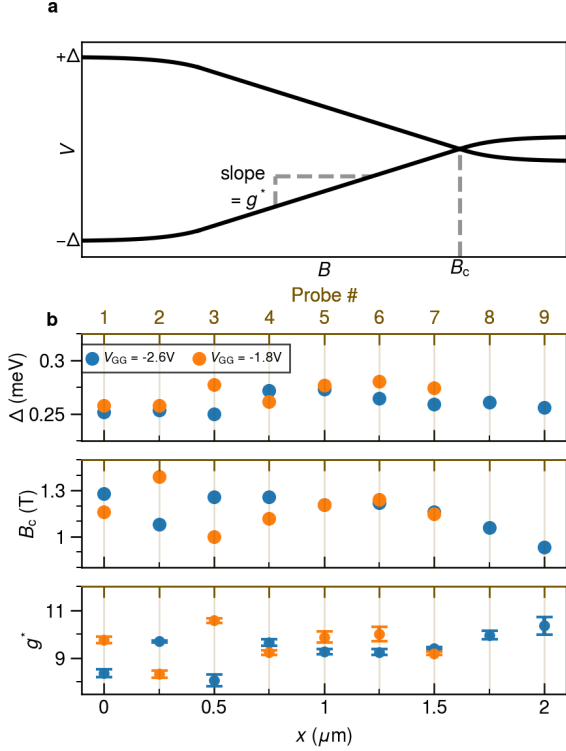 a
+Δ
V
slope
= g*
−Δ
B
Bc
Probe #
1 2 3 4 5 6 7 8 9
b
VGG = -2.6V VGG = -1.8V
Δ (meV)
0.3
0.25
Bc (T)
1.3
1
g*
11
9
0 0.5 1 1.5 2
x (μm)